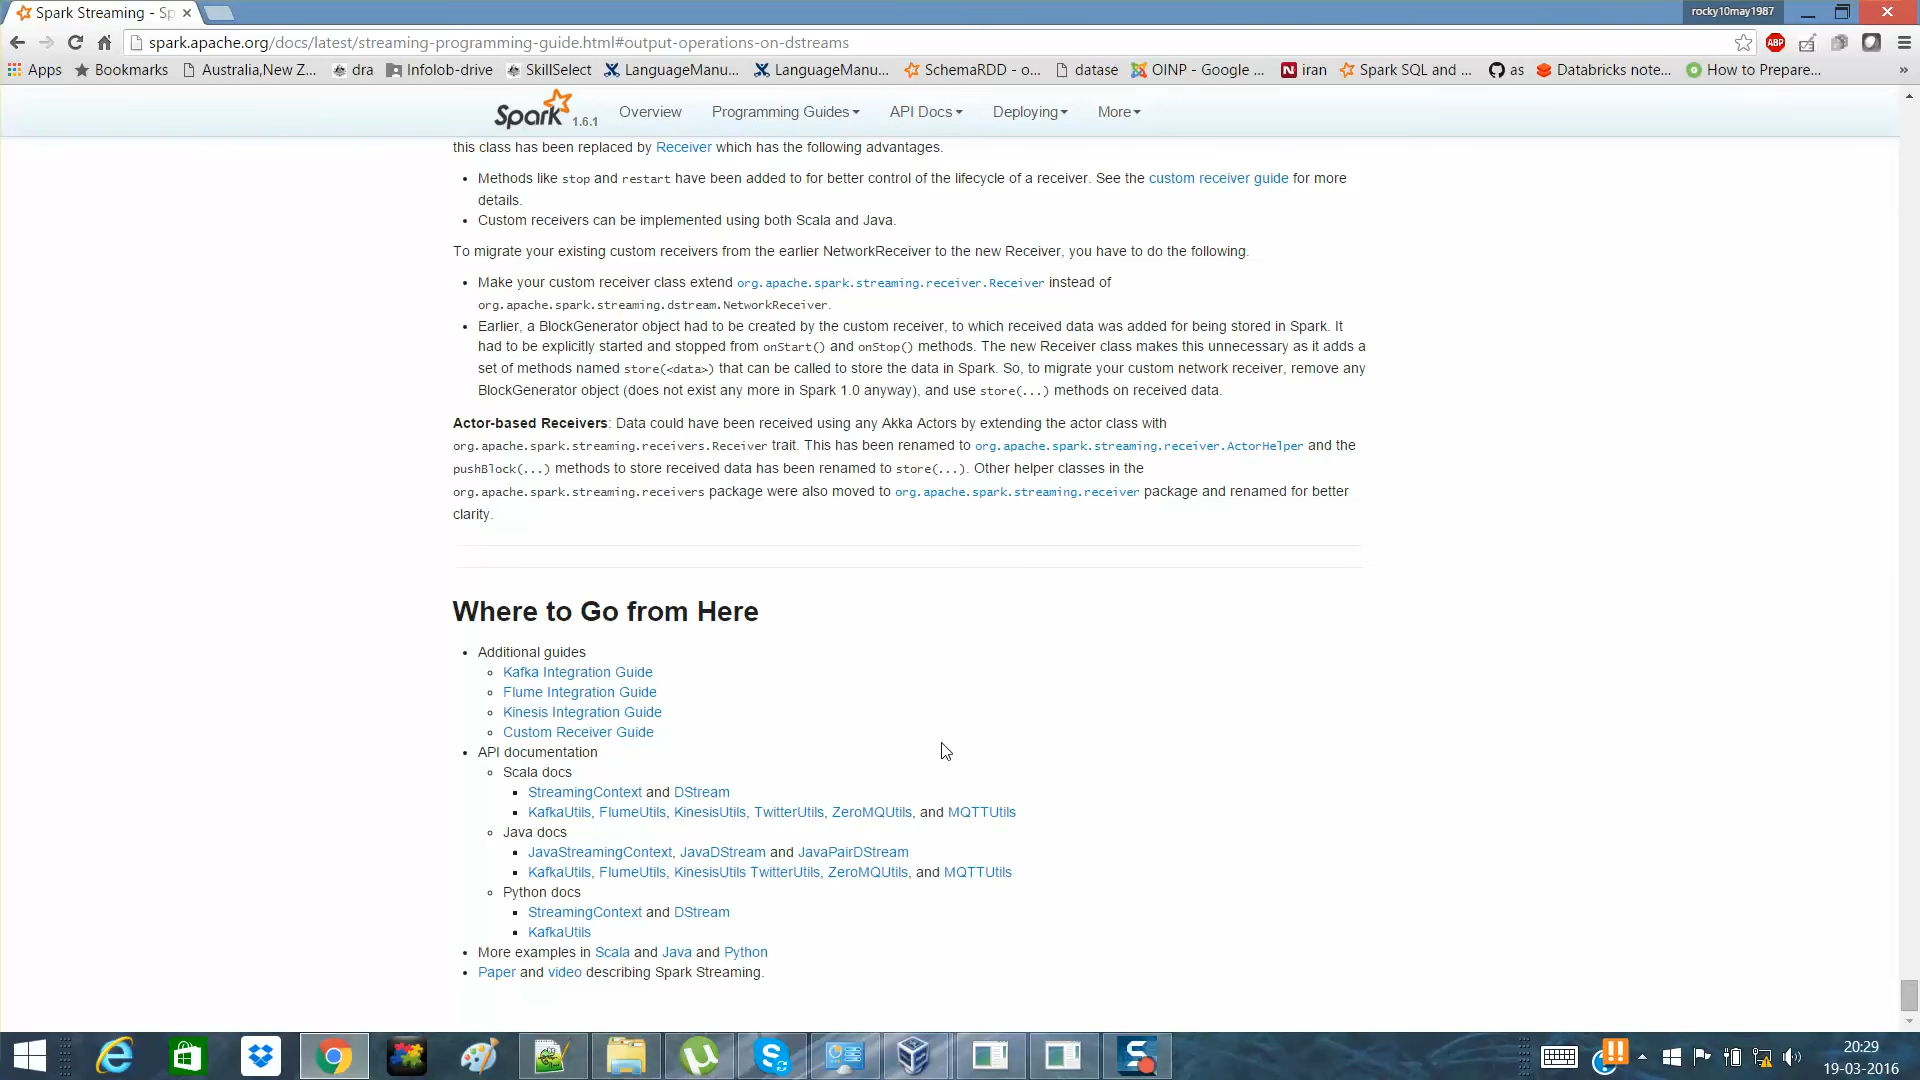 Spark Streaming - Sp
rocky10may1987
spark.apache.org/docs/latest/streaming-programming-guide.html#output-operations-on-dstreams
ABP
Apps Bookmarks Australia,New Z... dra Infolob-drive SkillSelect LanguageManu... LanguageManu... SchemaRDD - o... datase OINP - Google ... iran Spark SQL and ... as Databricks note... How to Prepare... »
Spark 1.6.1 Overview Programming Guides API Docs Deploying More
this class has been replaced by Receiver which has the following advantages.
• Methods like stop and restart have been added to for better control of the lifecycle of a receiver. See the custom receiver guide for more
details.
• Custom receivers can be implemented using both Scala and Java.
To migrate your existing custom receivers from the earlier NetworkReceiver to the new Receiver, you have to do the following.
• Make your custom receiver class extend org.apache.spark.streaming.receiver.Receiver instead of
org.apache.spark.streaming.dstream.NetworkReceiver.
• Earlier, a BlockGenerator object had to be created by the custom receiver, to which received data was added for being stored in Spark. It
had to be explicitly started and stopped from onStart() and onStop() methods. The new Receiver class makes this unnecessary as it adds a
set of methods named store(<data>) that can be called to store the data in Spark. So, to migrate your custom network receiver, remove any
BlockGenerator object (does not exist any more in Spark 1.0 anyway), and use store(...) methods on received data.
Actor-based Receivers: Data could have been received using any Akka Actors by extending the actor class with
org.apache.spark.streaming.receivers.Receiver trait. This has been renamed to org.apache.spark.streaming.receiver.ActorHelper and the
pushBlock(...) methods to store received data has been renamed to store(...). Other helper classes in the
org.apache.spark.streaming.receivers package were also moved to org.apache.spark.streaming.receiver package and renamed for better
clarity.
Where to Go from Here
• Additional guides
◦ Kafka Integration Guide
◦ Flume Integration Guide
◦ Kinesis Integration Guide
◦ Custom Receiver Guide
• API documentation
◦ Scala docs
▪ StreamingContext and DStream
▪ KafkaUtils, FlumeUtils, KinesisUtils, TwitterUtils, ZeroMQUtils, and MQTTUtils
◦ Java docs
▪ JavaStreamingContext, JavaDStream and JavaPairDStream
▪ KafkaUtils, FlumeUtils, KinesisUtils TwitterUtils, ZeroMQUtils, and MQTTUtils
◦ Python docs
▪ StreamingContext and DStream
▪ KafkaUtils
• More examples in Scala and Java and Python
• Paper and video describing Spark Streaming.
20:29
19-03-2016